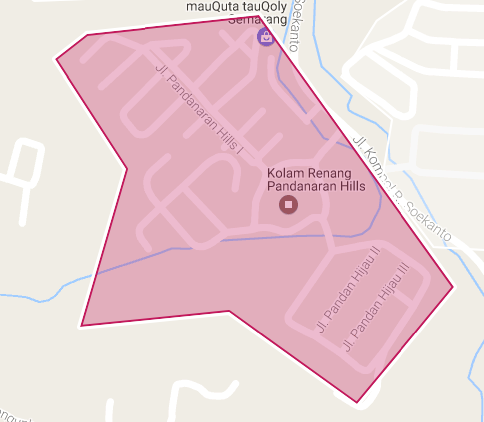 mauQuta tauQoly
Semarang
Soekanto
Jl. Pandanaran Hills I
Jl. Kompol R. Soekanto
Kolam Renang
Pandanaran Hills
Jl. Pandan Hijau II
Jl. Pandan Hijau III